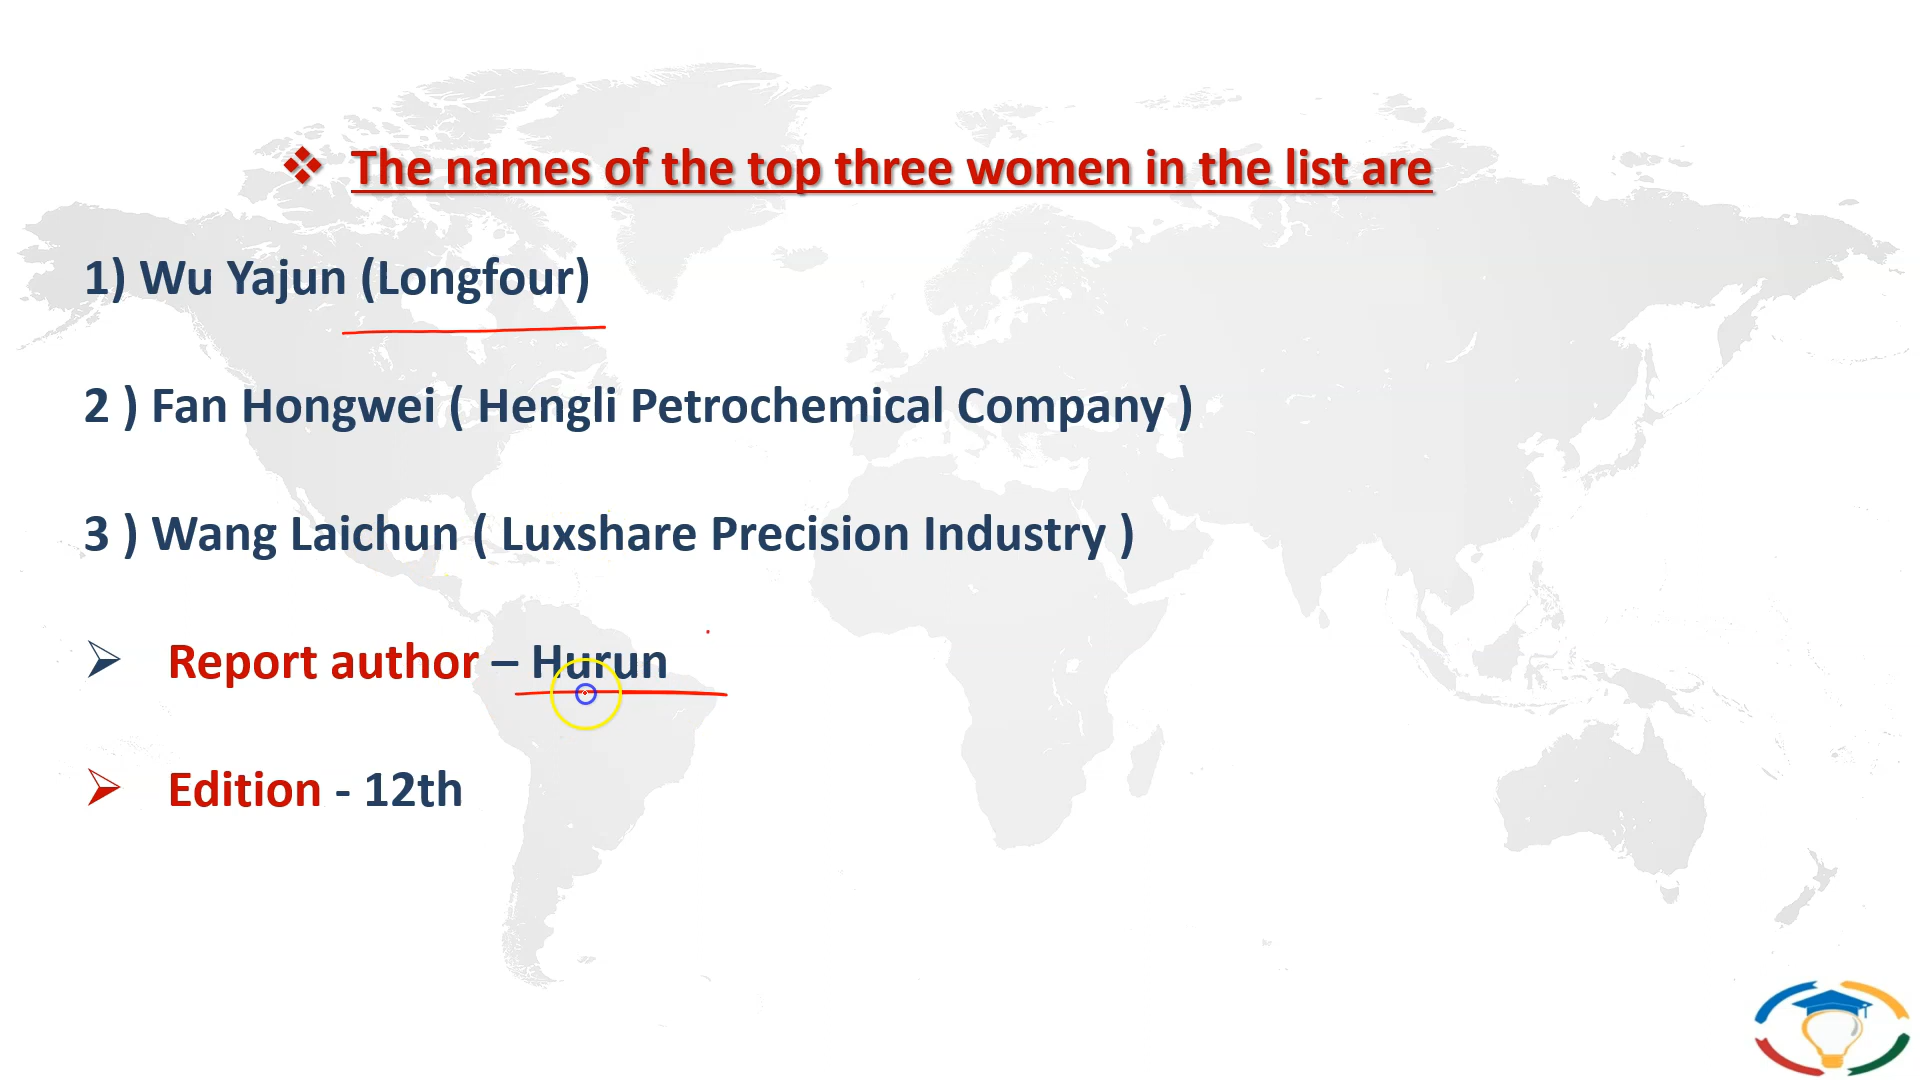 The names of the top three women in the list are
1) Wu Yajun (Longfour)
2 ) Fan Hongwei ( Hengli Petrochemical Company )
3 ) Wang Laichun ( Luxshare Precision Industry )
Report author – Hurun
Edition - 12th